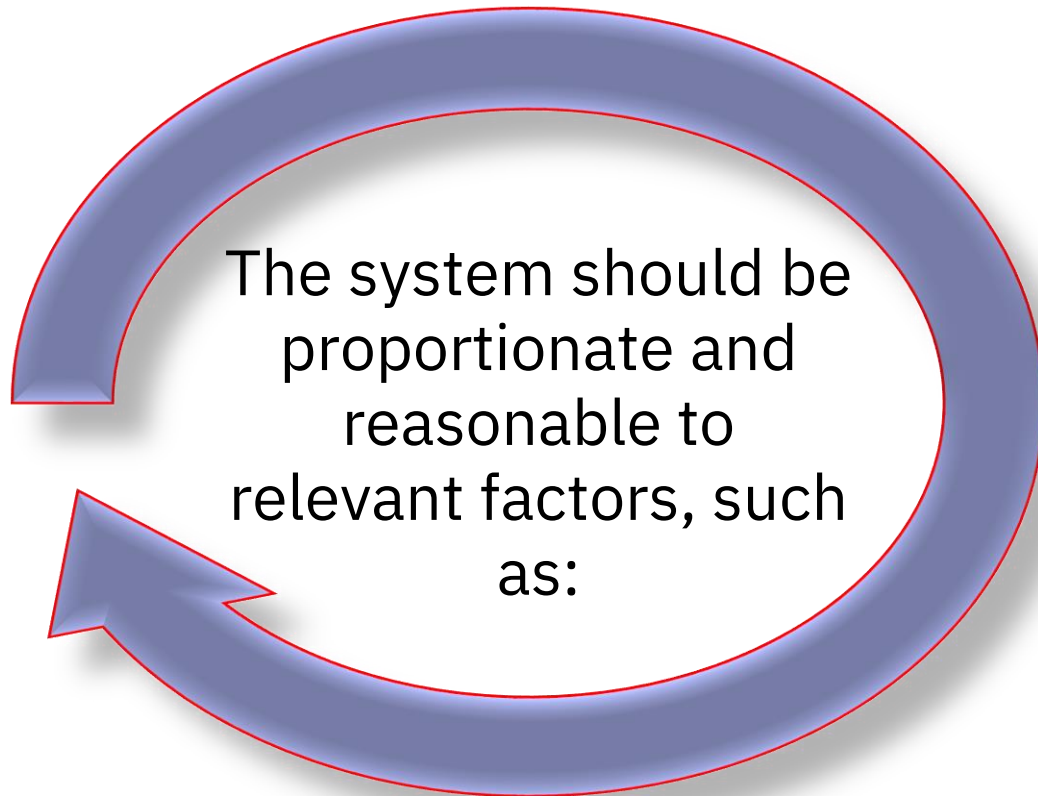 The system should be
proportionate and
reasonable to
relevant factors, such
as: